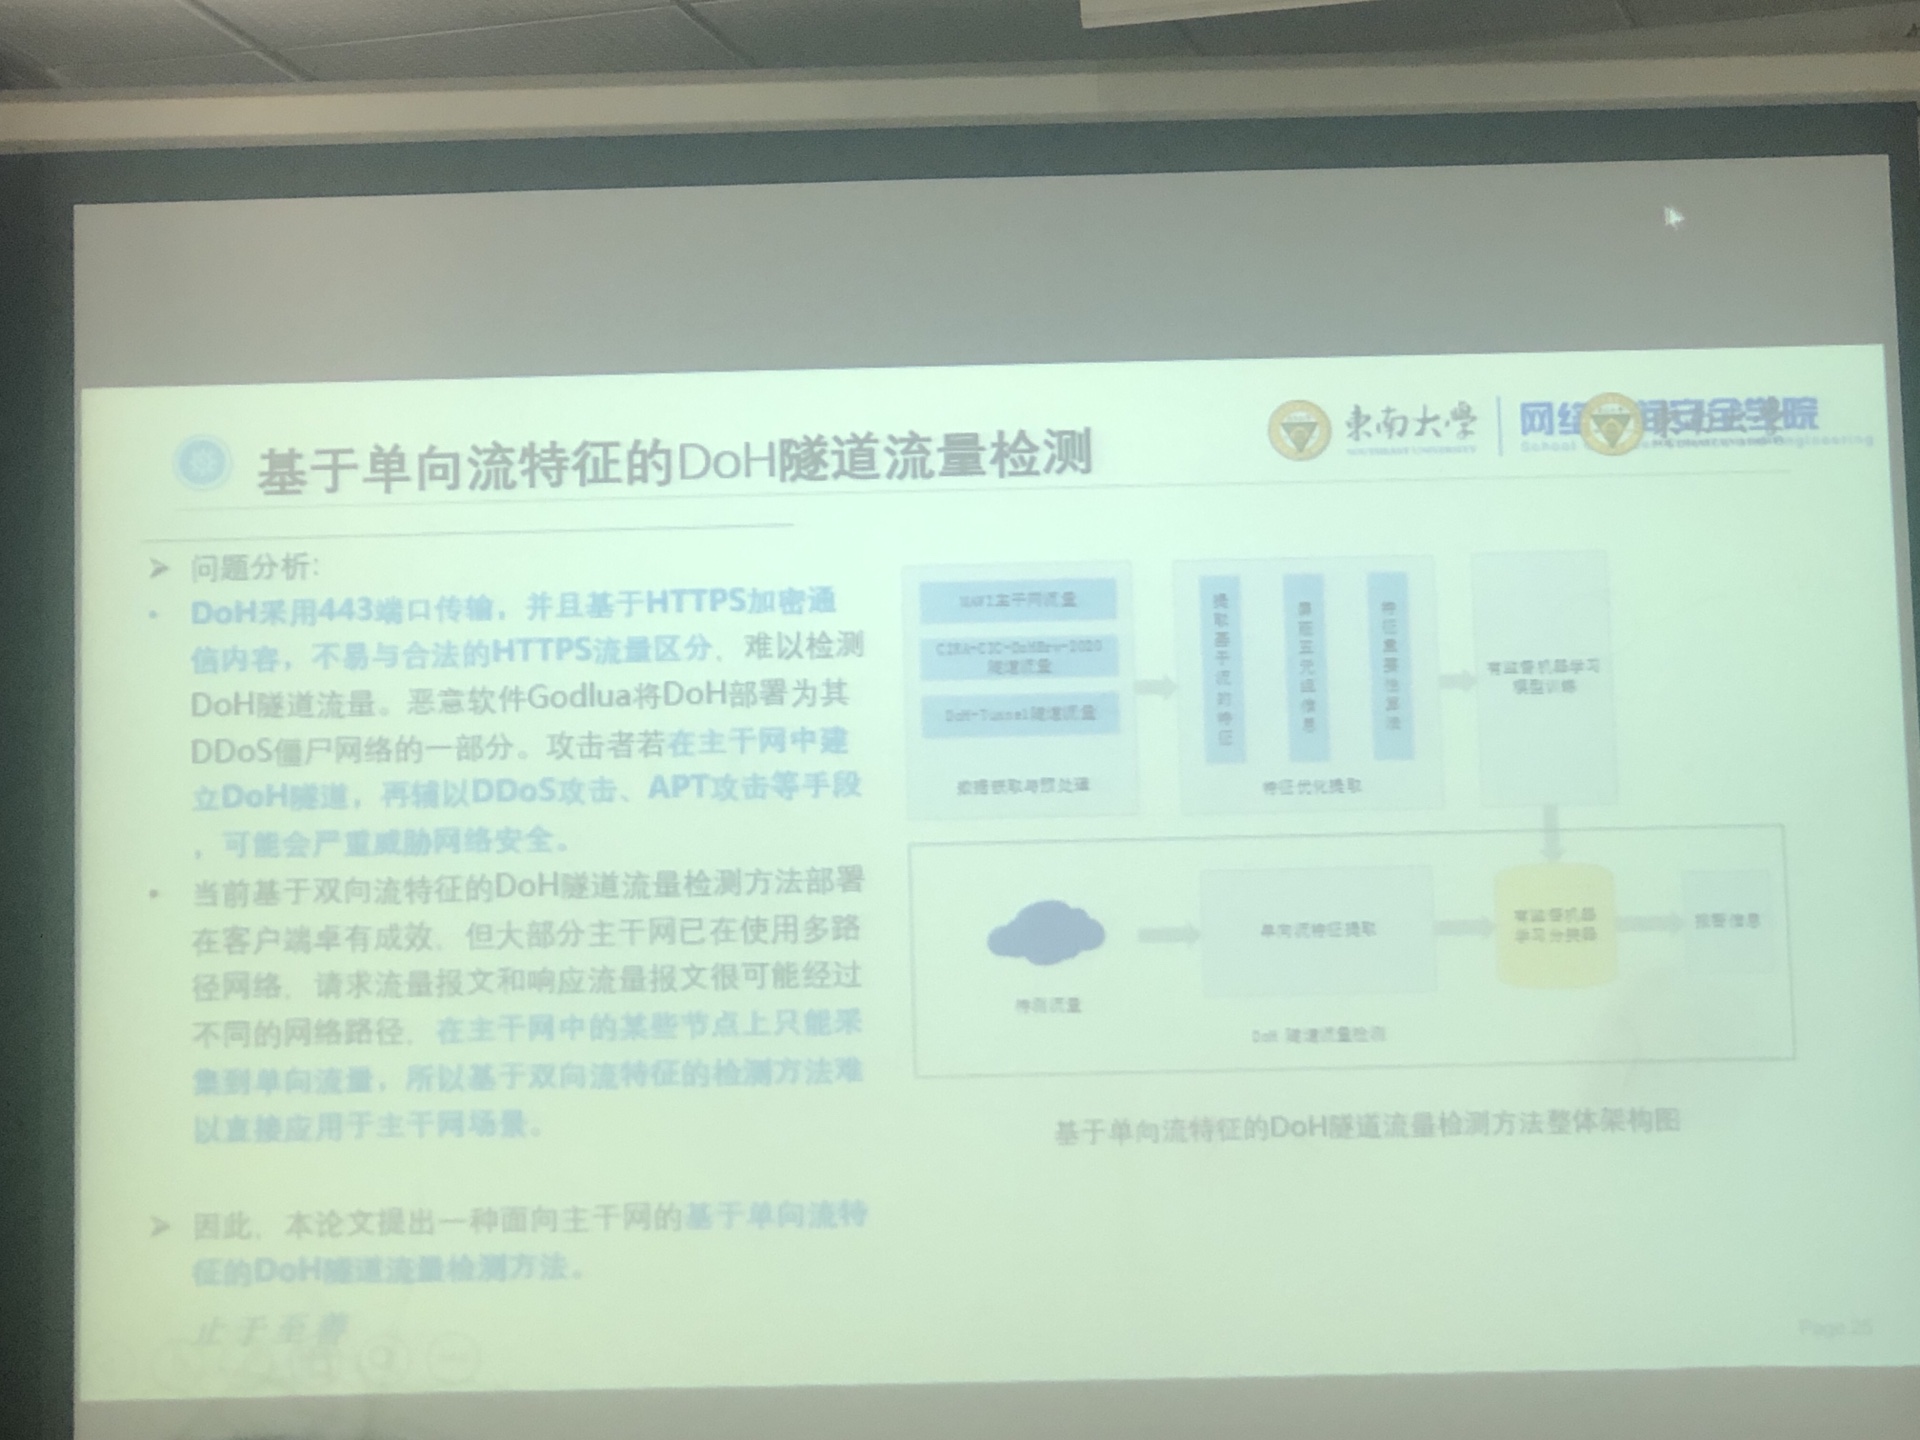 基于单向流特征的DoH隧道流量检测
东南大学
SOUTHEAST UNIVERSITY
问题分析:
DoH采用443端口传输，并且基于HTTPS加密通
信内容，不易与合法的HTTPS流量区分，难以检测
DoH隧道流量。恶意软件Godlua将DoH部署为其
DDoS僵尸网络的一部分。攻击者若在主干网中建
立DoH隧道，再辅以DDoS攻击、APT攻击等手段
，可能会严重威胁网络安全。
当前基于双向流特征的DoH隧道流量检测方法部署
在客户端卓有成效，但大部分主干网已在使用多路
径网络，请求流量报文和响应流量报文很可能经过
不同的网络路径，在主干网中的某些节点上只能采
集到单向流量，所以基于双向流特征的检测方法难
以直接应用于主干网场景。
因此，本论文提出一种面向主干网的基于单向流特
征的DoH隧道流量检测方法。
止于至善
主干网流量
CIRA-CIC-DoHBrw-2020
隧道流量
DoH-Tunnel隧道流量
数据获取与预处理
提取基于流的特征
屏蔽五元组信息
特征重要性算法
特征优化提取
有监督机器学习
模型训练
待测流量
单向流特征提取
有监督机器
学习分类器
报警信息
DoH 隧道流量检测
基于单向流特征的DoH隧道流量检测方法整体架构图
Page 25